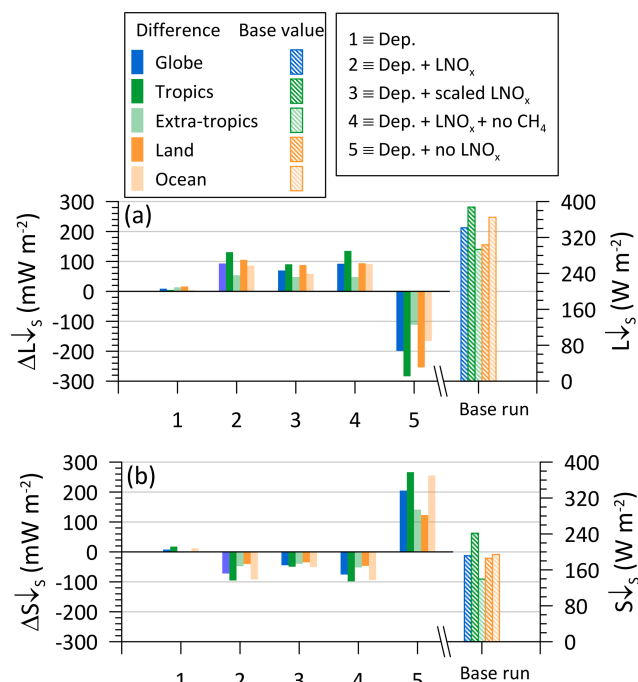 Difference Base value
Globe
Tropics
Extra-tropics
Land
Ocean
1 ≡ Dep.
2 ≡ Dep. + LNOₓ
3 ≡ Dep. + scaled LNOₓ
4 ≡ Dep. + LNOₓ + no CH₄
5 ≡ Dep. + no LNOₓ
(a)
ΔL↓ₛ (mW m⁻²)
300
200
100
0
-100
-200
-300
1 2 3 4 5
Base run
400
320
240
160
80
0
L↓ₛ (W m⁻²)
(b)
ΔS↓ₛ (mW m⁻²)
300
200
100
0
-100
-200
-300
1 2 3 4 5
Base run
400
320
240
160
80
0
S↓ₛ (W m⁻²)